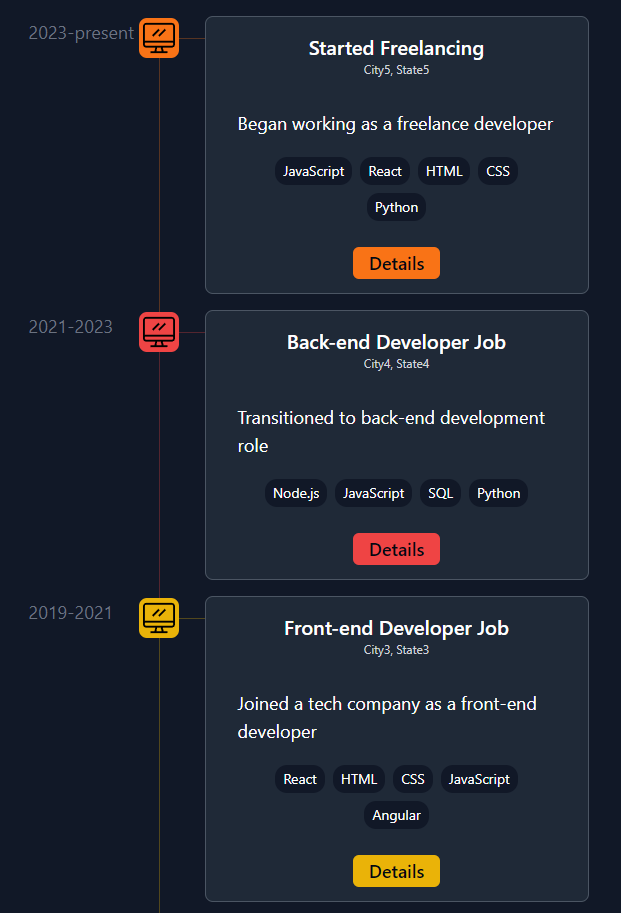 2023-present
Started Freelancing
City5, State5
Began working as a freelance developer
JavaScript React HTML CSS
Python
Details
2021-2023
Back-end Developer Job
City4, State4
Transitioned to back-end development
role
Node.js JavaScript SQL Python
Details
2019-2021
Front-end Developer Job
City3, State3
Joined a tech company as a front-end
developer
React HTML CSS JavaScript
Angular
Details